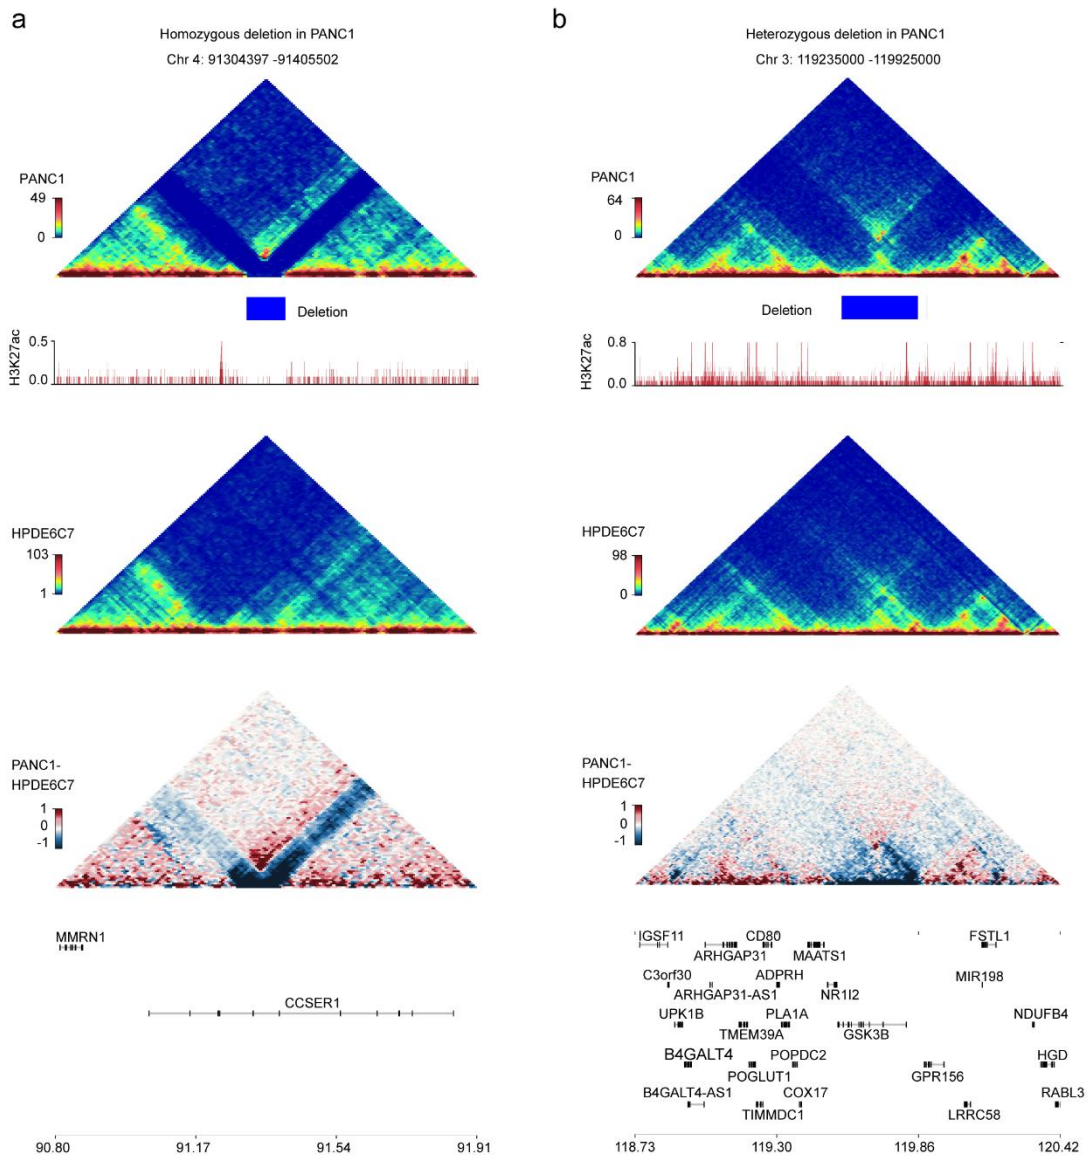 a
Homozygous deletion in PANC1
Chr 4: 91304397 -91405502
PANC1
49
0
Deletion
H3K27ac
0.5
0.0
HPDE6C7
103
1
PANC1-
HPDE6C7
1
0
-1
MMRN1
CCSER1
90.80 91.17 91.54 91.91
b
Heterozygous deletion in PANC1
Chr 3: 119235000 -119925000
PANC1
64
0
Deletion
H3K27ac
0.8
0.0
HPDE6C7
98
0
PANC1-
HPDE6C7
1
0
-1
IGSF11 CD80 FSTL1
ARHGAP31 MAATS1
C3orf30 ADPRH MIR198
ARHGAP31-AS1 NR1I2
UPK1B PLA1A NDUFB4
TMEM39A GSK3B
B4GALT4 POPDC2 HGD
POGLUT1 GPR156
B4GALT4-AS1 COX17 RABL3
TIMMDC1 LRRC58
118.73 119.30 119.86 120.42